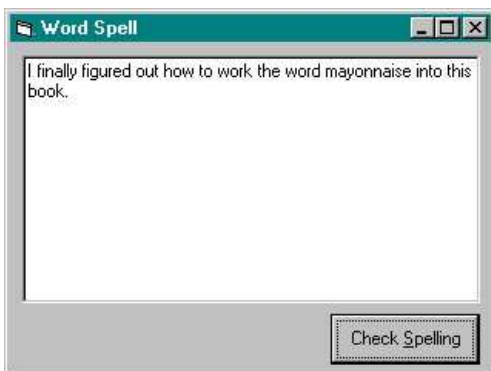 Word Spell
I finally figured out how to work the word mayonnaise into this
book.
Check Spelling